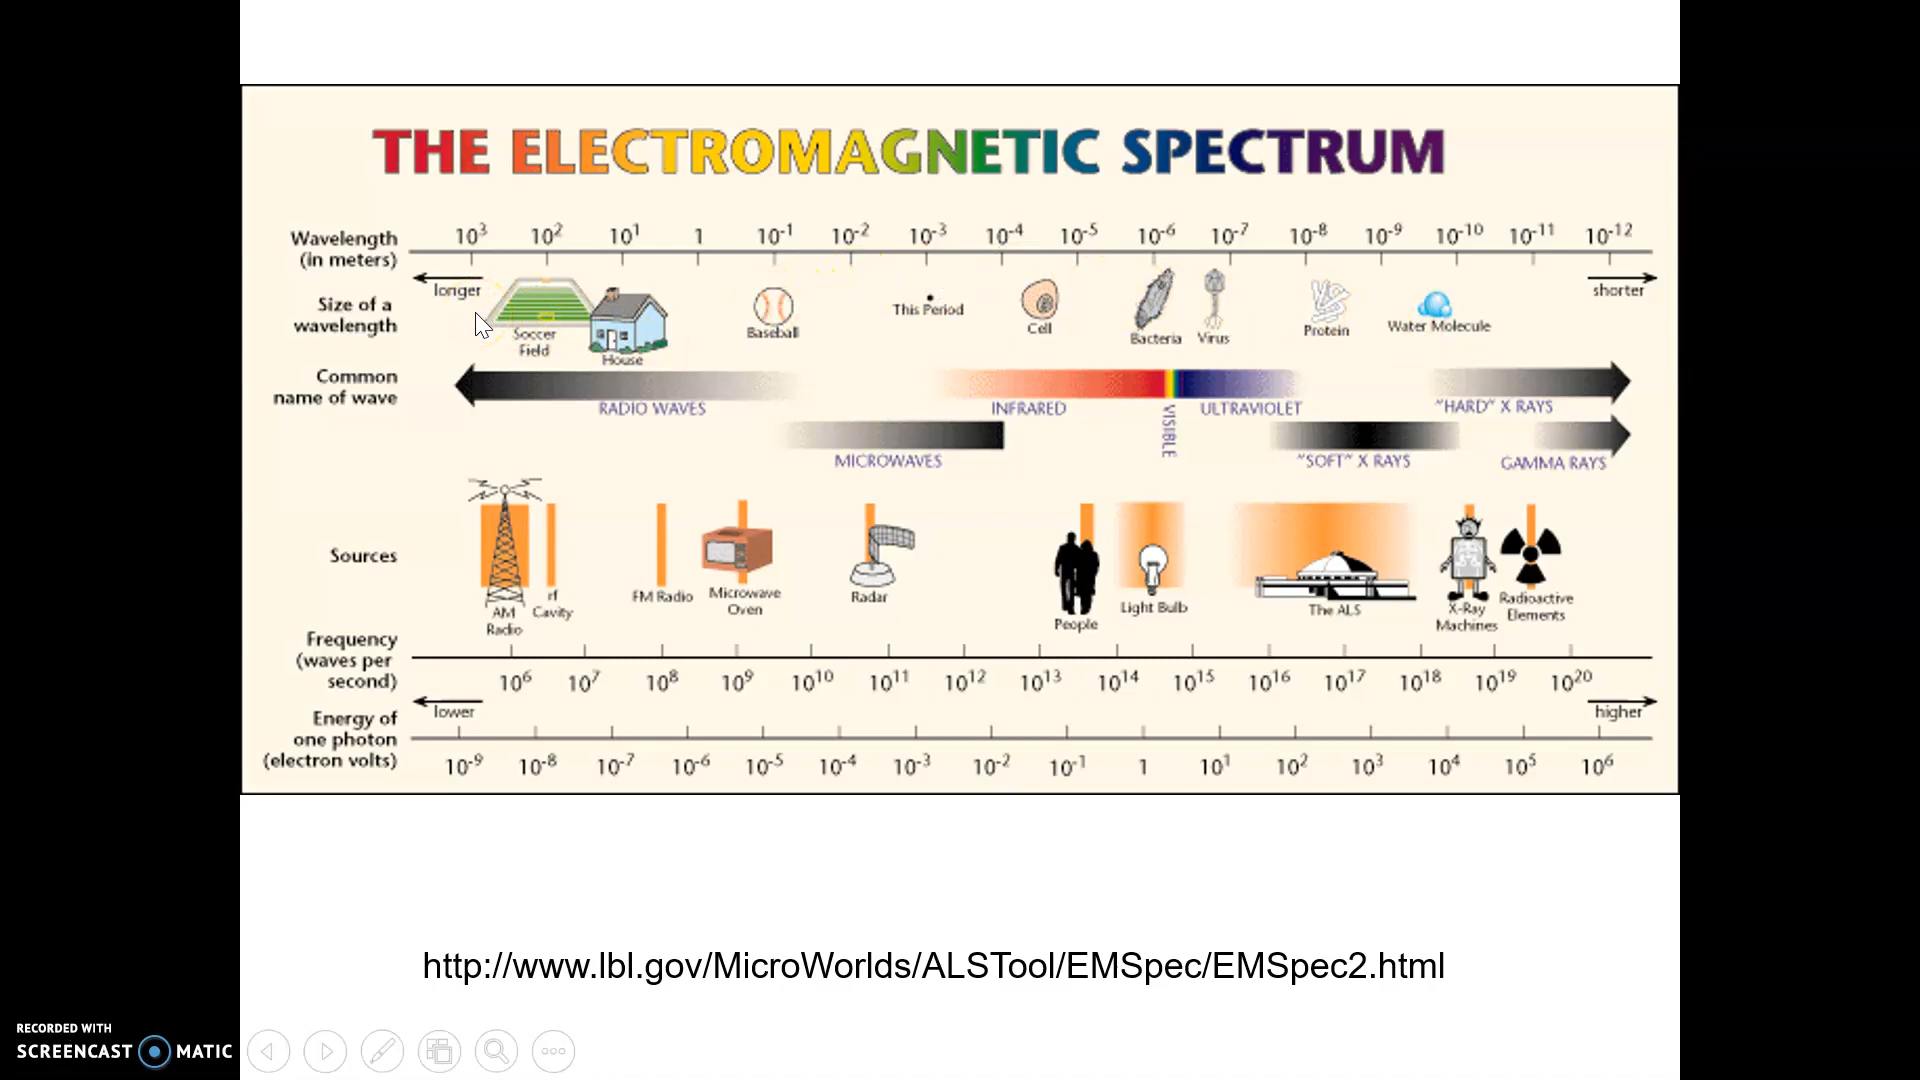 THE ELECTROMAGNETIC SPECTRUM
Wavelength
(in meters)
10³ 10² 10¹ 1 10⁻¹ 10⁻² 10⁻³ 10⁻⁴ 10⁻⁵ 10⁻⁶ 10⁻⁷ 10⁻⁸ 10⁻⁹ 10⁻¹⁰ 10⁻¹¹ 10⁻¹²
longer
shorter
Size of a
wavelength
Soccer
Field
House
Baseball
This Period
Cell
Bacteria
Virus
Protein
Water Molecule
Common
name of wave
RADIO WAVES
INFRARED
VISIBLE
ULTRAVIOLET
"HARD" X RAYS
MICROWAVES
"SOFT" X RAYS
GAMMA RAYS
Sources
AM
Radio
rf
Cavity
FM Radio
Microwave
Oven
Radar
People
Light Bulb
The ALS
X-Ray
Machines
Radioactive
Elements
Frequency
(waves per
second)
10⁶ 10⁷ 10⁸ 10⁹ 10¹⁰ 10¹¹ 10¹² 10¹³ 10¹⁴ 10¹⁵ 10¹⁶ 10¹⁷ 10¹⁸ 10¹⁹ 10²⁰
lower
higher
Energy of
one photon
(electron volts)
10⁻⁹ 10⁻⁸ 10⁻⁷ 10⁻⁶ 10⁻⁵ 10⁻⁴ 10⁻³ 10⁻² 10⁻¹ 1 10¹ 10² 10³ 10⁴ 10⁵ 10⁶
http://www.lbl.gov/MicroWorlds/ALSTool/EMSpec/EMSpec2.html
RECORDED WITH
SCREENCAST MATIC